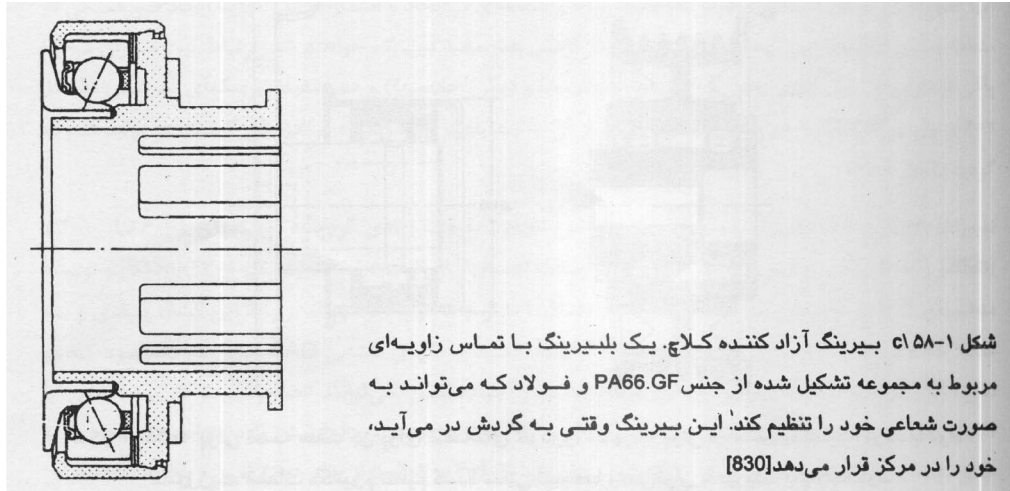 شکل ۱-۱۵۸c بیرینگ آزاد کننده کلاچ. یک بلبیرینگ با تماس زاویه‌ای
مربوط به مجموعه تشکیل شده از جنس PA66.GF و فولاد که می‌تواند به
صورت شعاعی خود را تنظیم کند. این بیرینگ وقتی به گردش در می‌آید،
خود را در مرکز قرار می‌دهد[830]